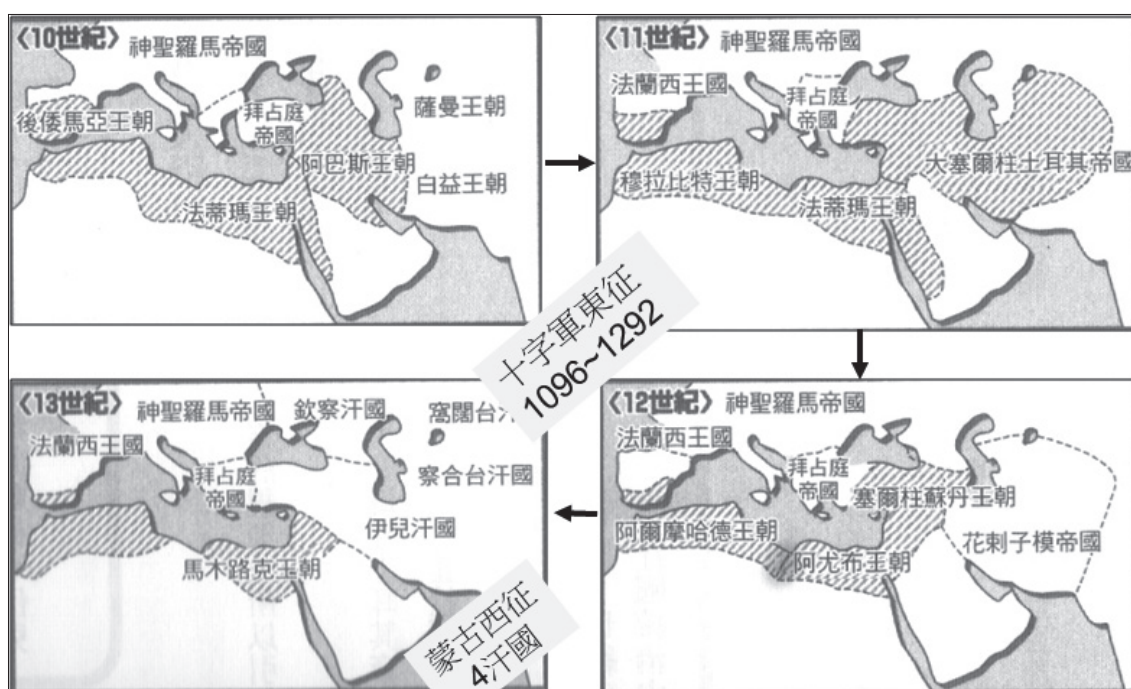 〈10世紀〉
神聖羅馬帝國
後倭馬亞王朝
拜占庭
帝國
薩曼王朝
阿巴斯王朝
白益王朝
法蒂瑪王朝
〈11世紀〉
神聖羅馬帝國
法蘭西王國
拜占庭
帝國
大塞爾柱土耳其帝國
穆拉比特王朝
法蒂瑪王朝
十字軍東征
1096~1292
〈12世紀〉
神聖羅馬帝國
法蘭西王國
拜占庭
帝國
塞爾柱蘇丹王朝
阿爾摩哈德王朝
花剌子模帝國
阿尤布王朝
〈13世紀〉
神聖羅馬帝國
欽察汗國
窩闊台汗
法蘭西王國
拜占庭
帝國
察合台汗國
伊兒汗國
馬木路克王朝
蒙古西征
4汗國